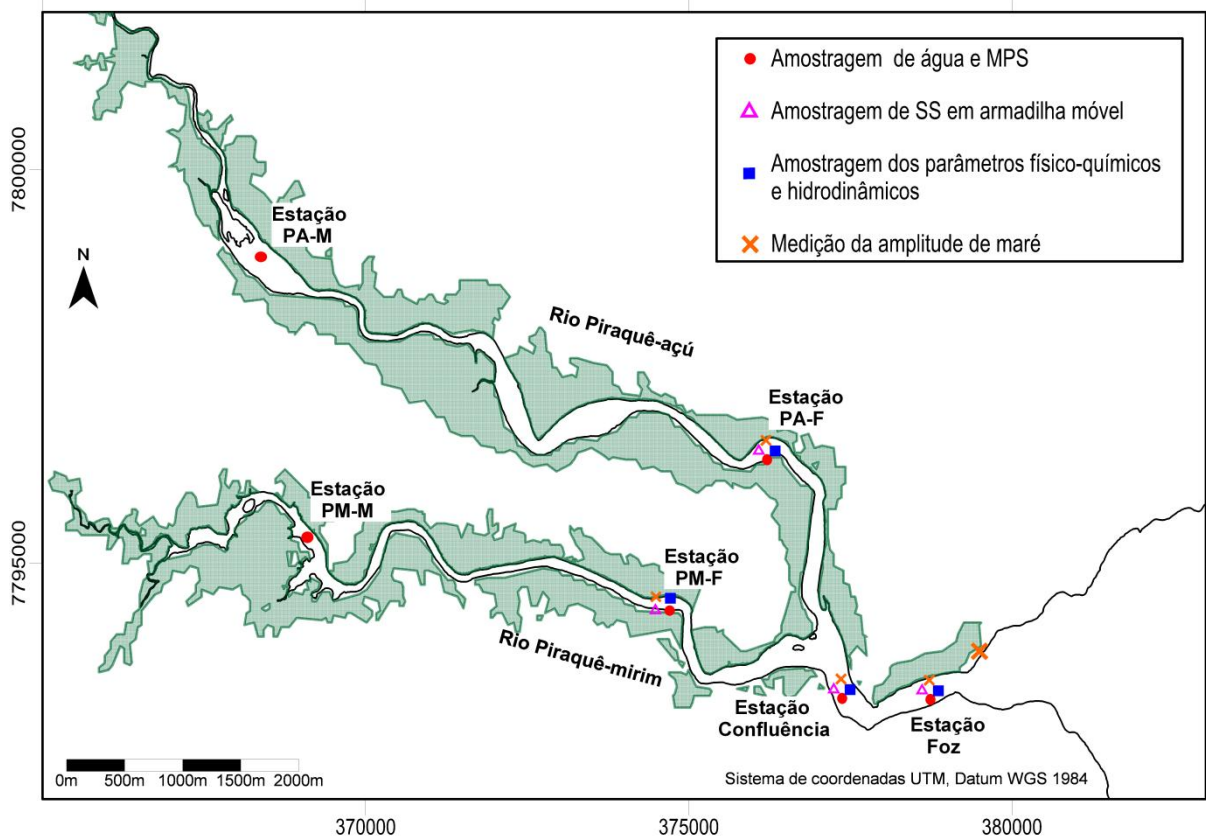 Amostragem de água e MPS
Amostragem de SS em armadilha móvel
Amostragem dos parâmetros físico-químicos
e hidrodinâmicos
Medição da amplitude de maré
7800000
Estação
PA-M
N
Rio Piraquê-açú
Estação
PA-F
Estação
PM-M
7795000
Estação
PM-F
Rio Piraquê-mirim
Estação
Confluência
Estação
Foz
0m 500m 1000m 1500m 2000m
Sistema de coordenadas UTM, Datum WGS 1984
370000 375000 380000